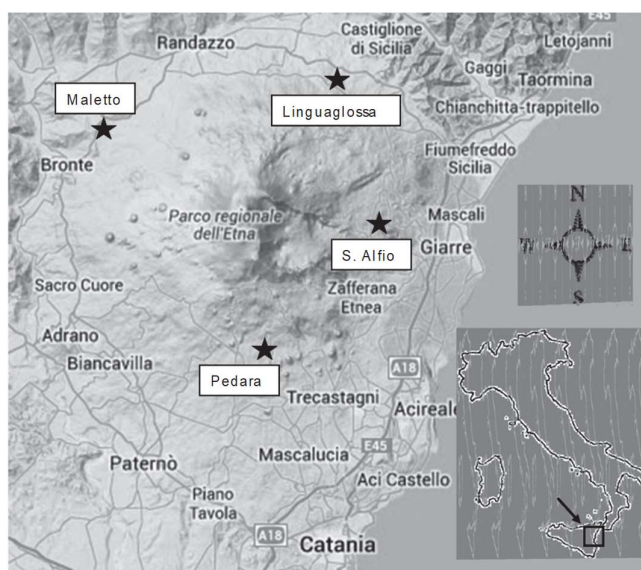 E45
Castiglione
di Sicilia
Letojanni
Randazzo
Gaggi
Taormina
Maletto
Linguaglossa
Chianchitta-trappitello
Bronte
Fiumefreddo
Sicilia
Parco regionale
dell'Etna
Mascali
N
S. Alfio
Giarre
W
E
S
Sacro Cuore
Zafferana
Etnea
Adrano
Biancavilla
Pedara
A18
Trecastagni
Acireale
E45
Mascalucia
Paternò
Aci Castello
Piano
Tavola
A18
Catania